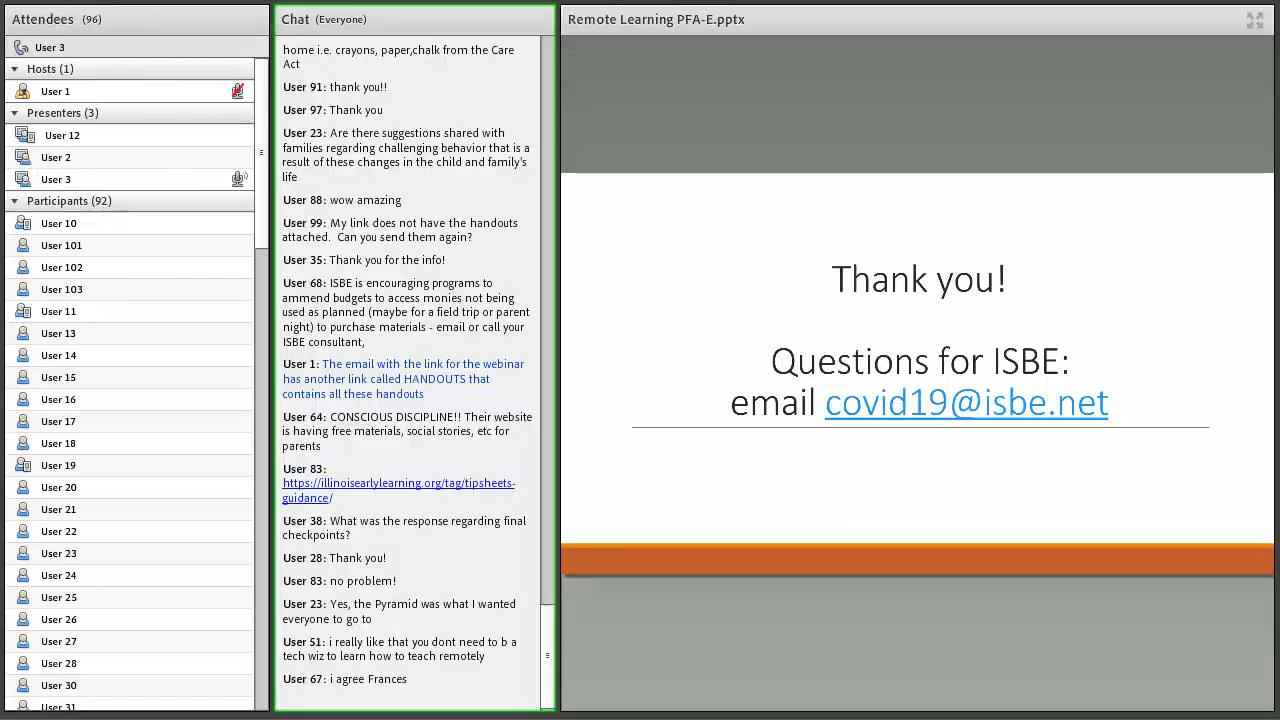 Attendees (96)
User 3
Hosts (1)
User 1
Presenters (3)
User 12
User 2
User 3
Participants (92)
User 10
User 101
User 102
User 103
User 11
User 13
User 14
User 15
User 16
User 17
User 18
User 19
User 20
User 21
User 22
User 23
User 24
User 25
User 26
User 27
User 28
User 30
User 31
Chat (Everyone)
home i.e. crayons, paper,chalk from the Care
Act
User 91: thank you!!
User 97: Thank you
User 23: Are there suggestions shared with
families regarding challenging behavior that is a
result of these changes in the child and family's
life
User 88: wow amazing
User 99: My link does not have the handouts
attached.  Can you send them again?
User 35: Thank you for the info!
User 68: ISBE is encouraging programs to
ammend budgets to access monies not being
used as planned (maybe for a field trip or parent
night) to purchase materials - email or call your
ISBE consultant,
User 1: The email with the link for the webinar
has another link called HANDOUTS that
contains all these handouts
User 64: CONSCIOUS DISCIPLINE!! Their website
is having free materials, social stories, etc for
parents
User 83:
https://illinoisearlylearning.org/tag/tipsheets-
guidance/
User 38: What was the response regarding final
checkpoints?
User 28: Thank you!
User 83: no problem!
User 23: Yes, the Pyramid was what I wanted
everyone to go to
User 51: i really like that you dont need to b a
tech wiz to learn how to teach remotely
User 67: i agree Frances
Remote Learning PFA-E.pptx
Thank you!
Questions for ISBE:
email covid19@isbe.net